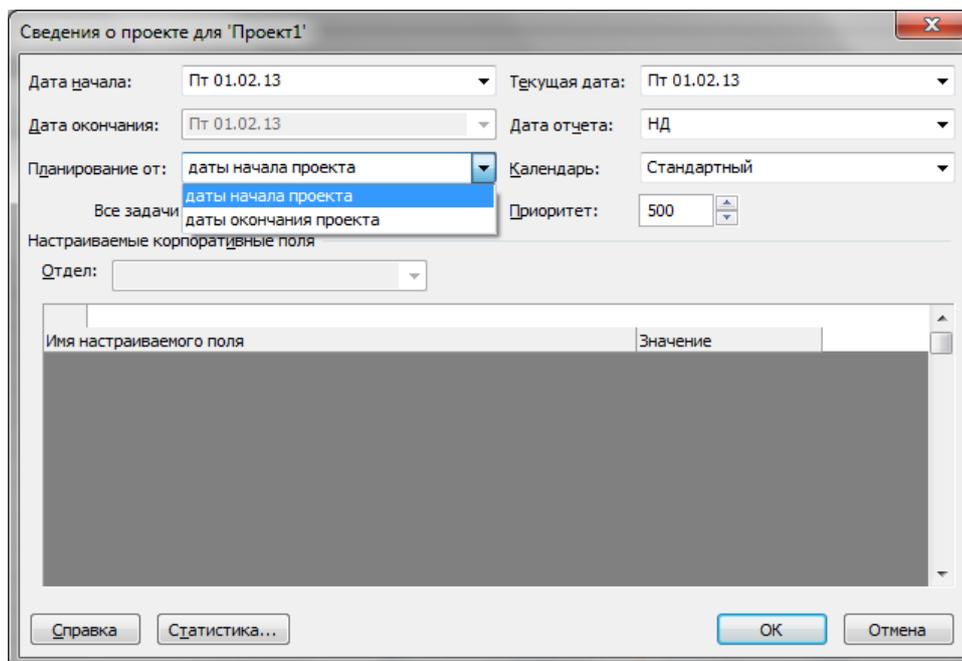 Сведения о проекте для 'Проект1'
Дата начала: Пт 01.02.13 Текущая дата: Пт 01.02.13
Дата окончания: Пт 01.02.13 Дата отчета: НД
Планирование от: даты начала проекта Календарь: Стандартный
даты начала проекта
Все задачи даты окончания проекта Приоритет: 500
Настраиваемые корпоративные поля
Отдел:
Имя настраиваемого поля Значение
Справка Статистика... ОК Отмена